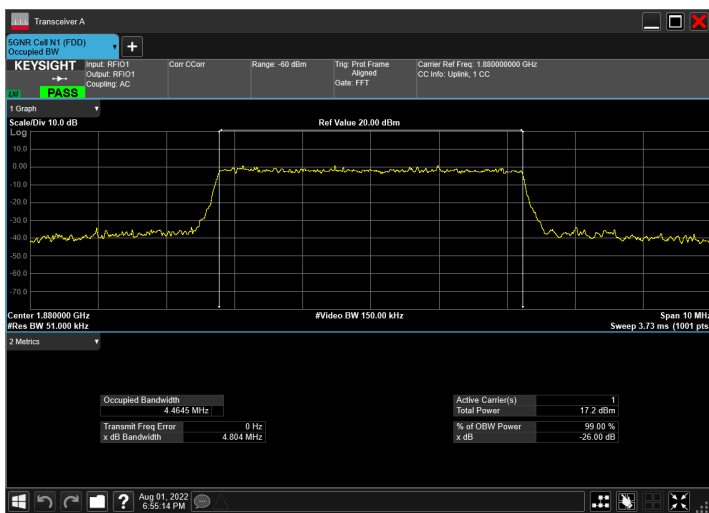 Transceiver A
5GNR Cell N1 (FDD)
Occupied BW
KEYSIGHT
Input: RFIO1
Output: RFIO1
Coupling: AC
Corr CCorr
Range: -60 dBm
Trig: Prot Frame
Aligned
Gate: FFT
Carrier Ref Freq: 1.880000000 GHz
CC Info: Uplink, 1 CC
LXI
PASS
1 Graph
Scale/Div 10.0 dB
Ref Value 20.00 dBm
Log
10.0
0.00
-10.0
-20.0
-30.0
-40.0
-50.0
-60.0
-70.0
Center 1.880000 GHz
#Video BW 150.00 kHz
Span 10 MHz
#Res BW 51.000 kHz
Sweep 3.73 ms (1001 pts
2 Metrics
Occupied Bandwidth
4.4645 MHz
Transmit Freq Error 0 Hz
x dB Bandwidth 4.804 MHz
Active Carrier(s) 1
Total Power 17.2 dBm
% of OBW Power 99.00 %
x dB -26.00 dB
?
Aug 01, 2022
6:55:14 PM